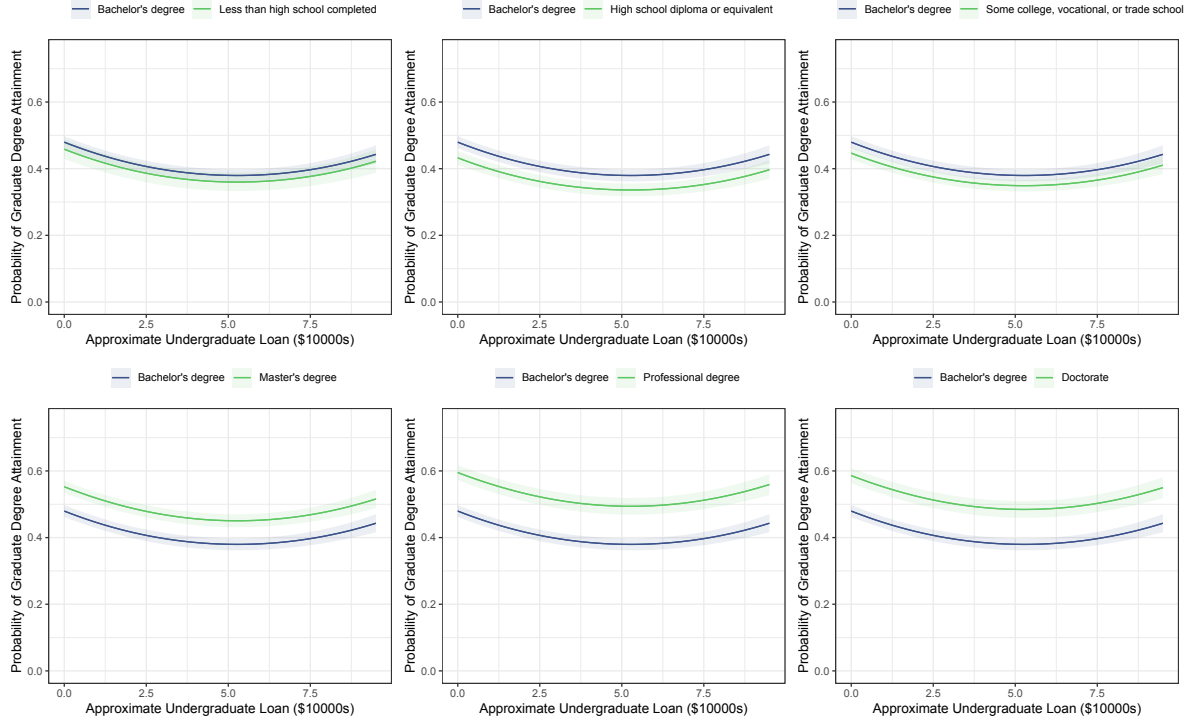 Bachelor's degree Less than high school completed
Probability of Graduate Degree Attainment
0.6
0.4
0.2
0.0
0.0 2.5 5.0 7.5
Approximate Undergraduate Loan ($10000s)
Bachelor's degree High school diploma or equivalent
Probability of Graduate Degree Attainment
0.6
0.4
0.2
0.0
0.0 2.5 5.0 7.5
Approximate Undergraduate Loan ($10000s)
Bachelor's degree Some college, vocational, or trade school
Probability of Graduate Degree Attainment
0.6
0.4
0.2
0.0
0.0 2.5 5.0 7.5
Approximate Undergraduate Loan ($10000s)
Bachelor's degree Master's degree
Probability of Graduate Degree Attainment
0.6
0.4
0.2
0.0
0.0 2.5 5.0 7.5
Approximate Undergraduate Loan ($10000s)
Bachelor's degree Professional degree
Probability of Graduate Degree Attainment
0.6
0.4
0.2
0.0
0.0 2.5 5.0 7.5
Approximate Undergraduate Loan ($10000s)
Bachelor's degree Doctorate
Probability of Graduate Degree Attainment
0.6
0.4
0.2
0.0
0.0 2.5 5.0 7.5
Approximate Undergraduate Loan ($10000s)